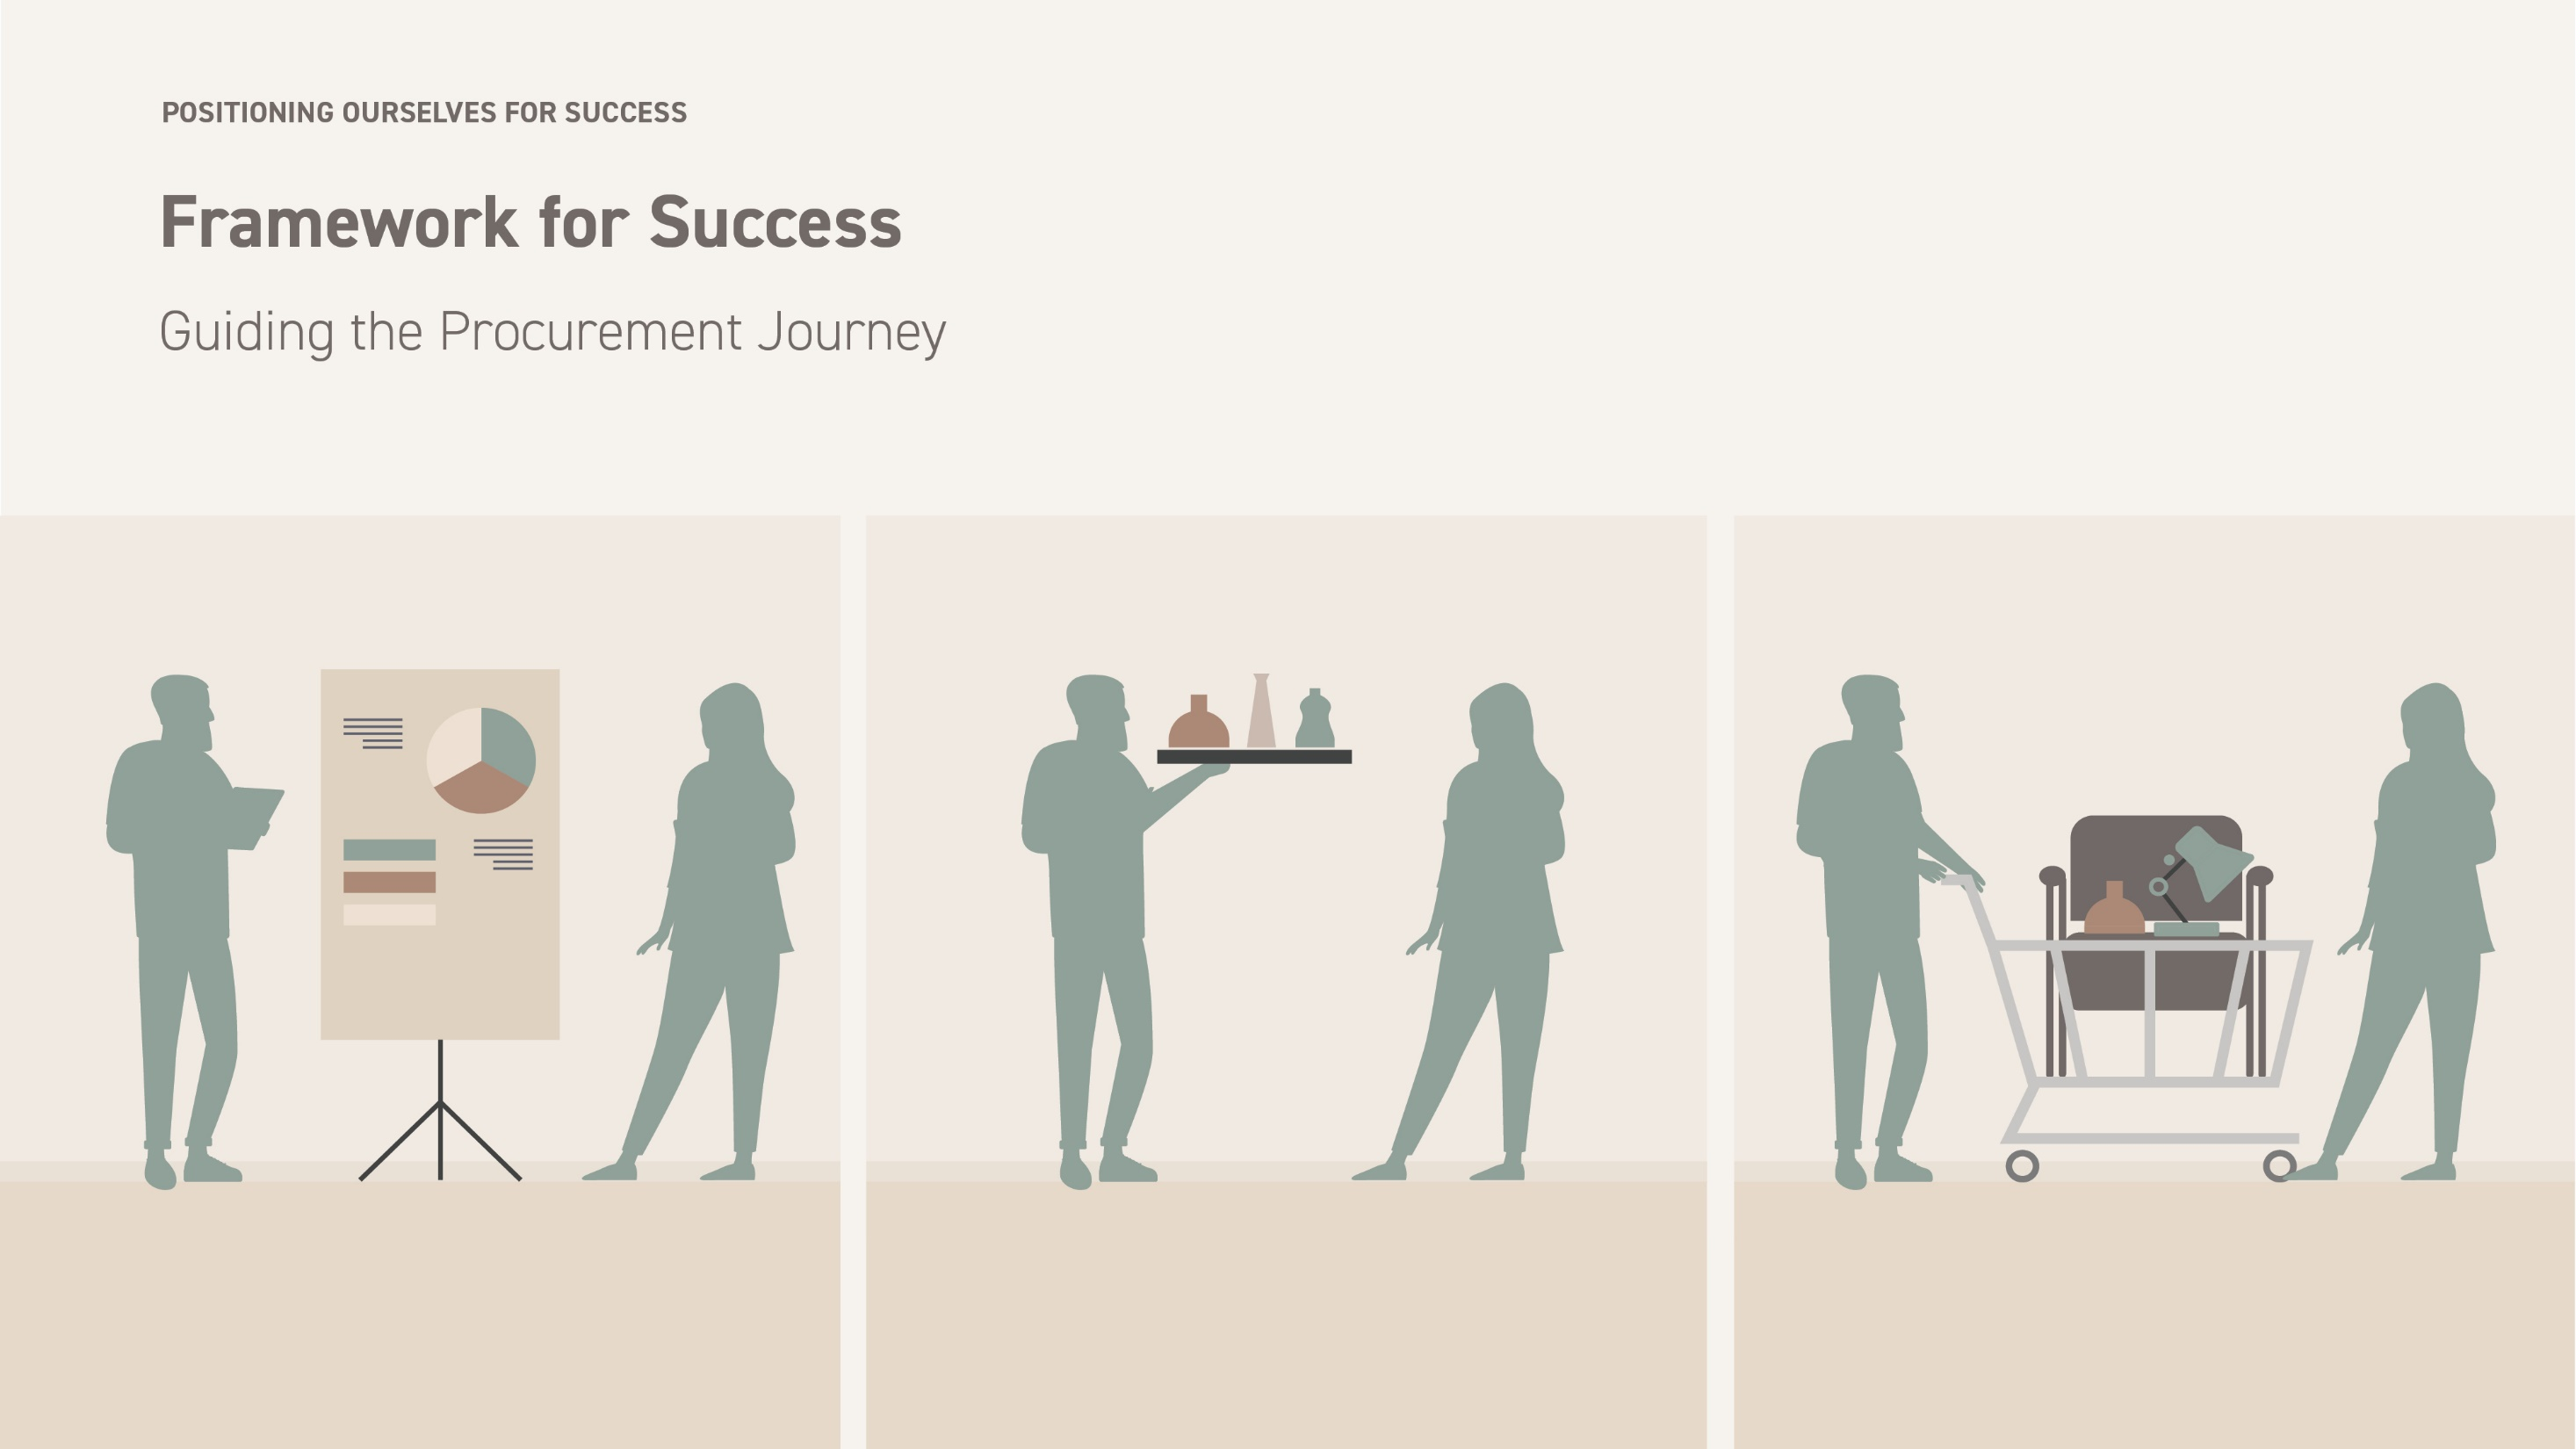 POSITIONING OURSELVES FOR SUCCESS
Framework for Success
Guiding the Procurement Journey